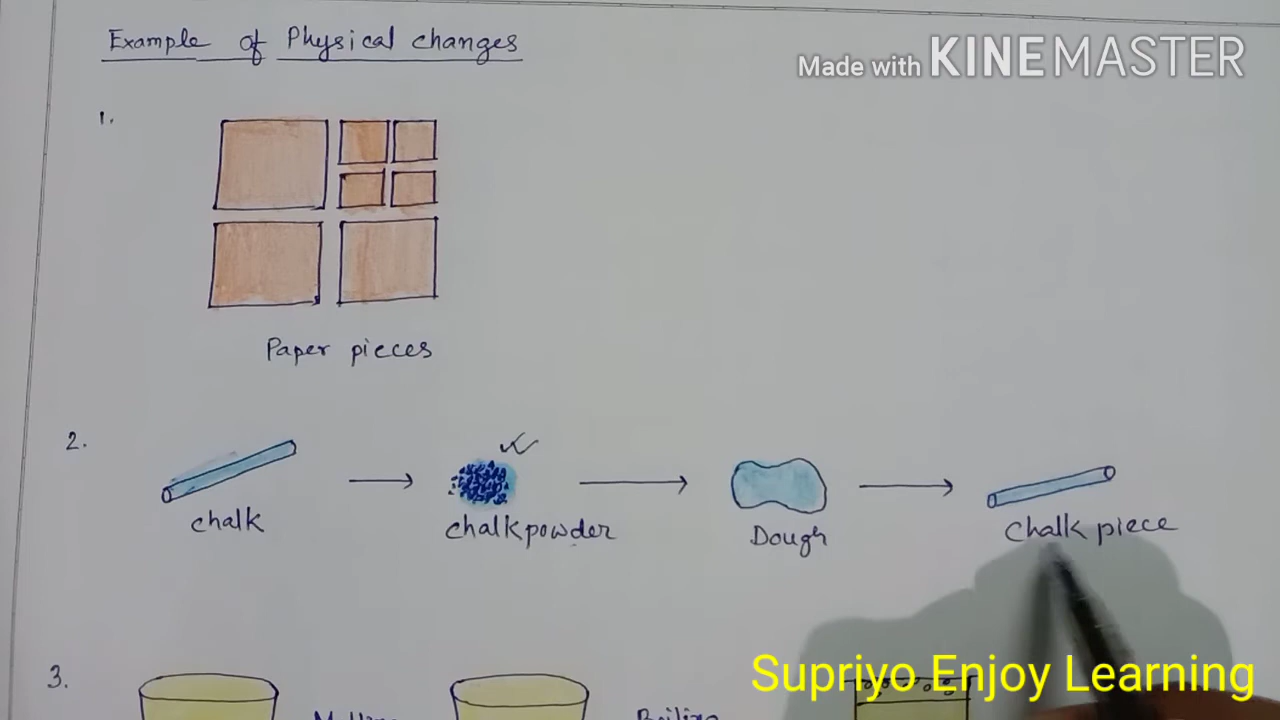 Example of Physical changes
Made with KINEMASTER
1.
Paper pieces
2.
chalk
chalkpowder
Dough
Chalk piece
3.
Supriyo Enjoy Learning